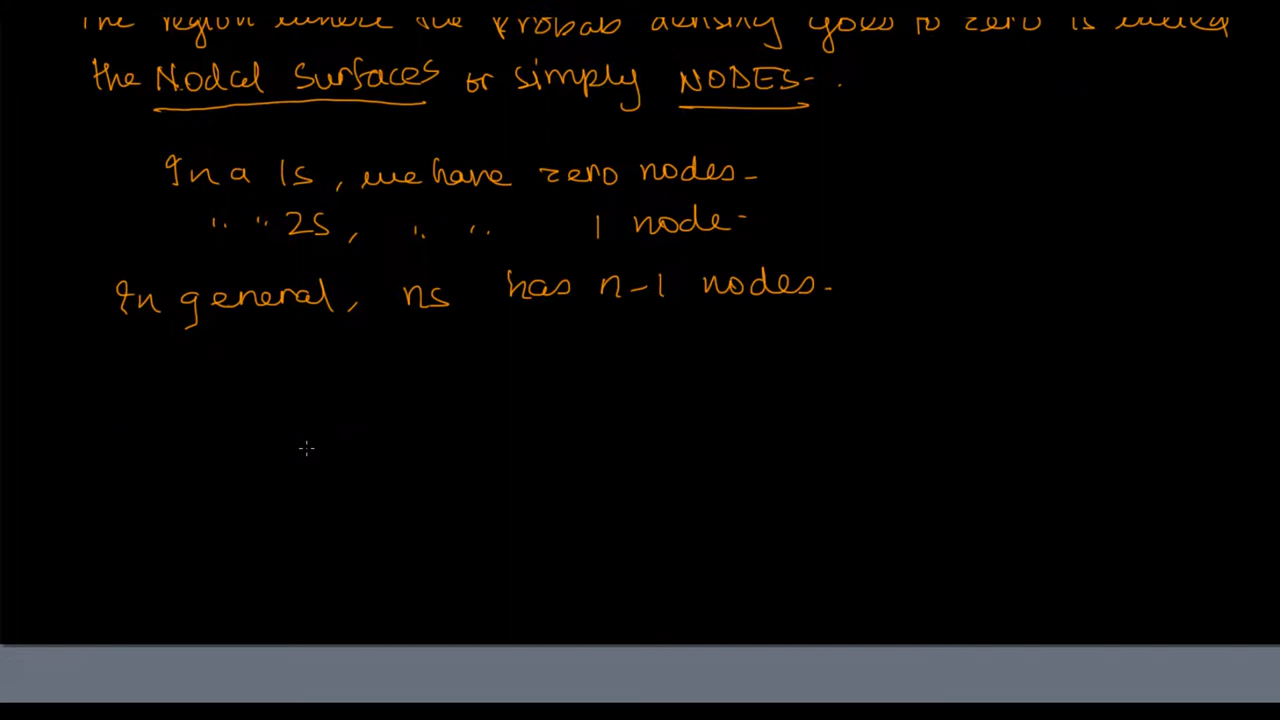 The region where the Probab density goes to zero is called
the Nodal Surfaces or simply NODES-.
In a 1s, we have zero nodes-
" " 2s, " " 1 node-
In general, ns has n-1 nodes-